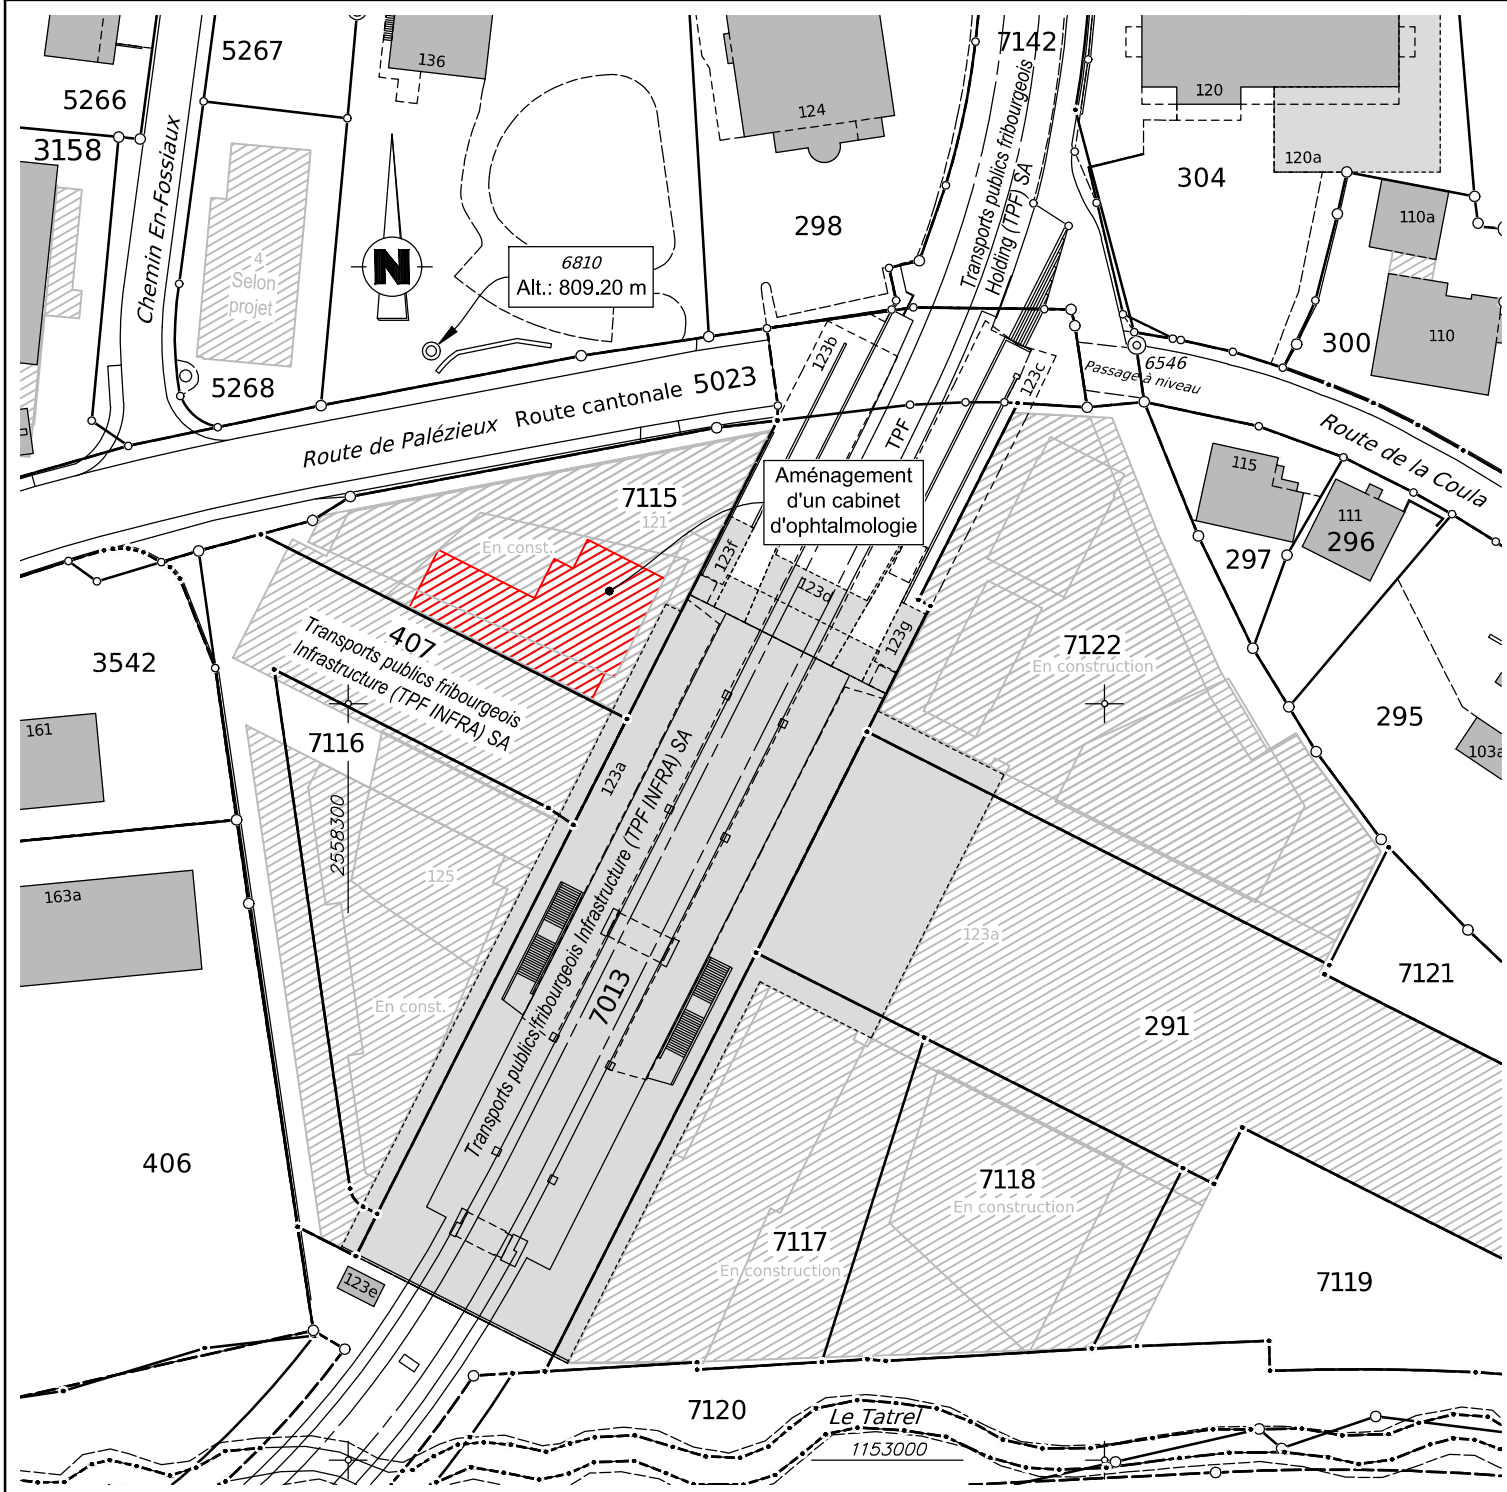 5267
136
7142
5266
124
120
3158
120a
304
110a
298
Chemin En-Fossiaux
Transports publics fribourgeois
Holding (TPF) SA
4
Selon
projet
N
6810
Alt.: 809.20 m
110
300
123b
123c
6546
Passage à niveau
5268
Route de Palézieux
Route cantonale
5023
TPF
Route de la Coula
115
111
296
297
7115
121
En const.
Aménagement
d'un cabinet
d'ophtalmologie
123f
123d
123g
407
Transports publics fribourgeois
Infrastructure (TPF INFRA) SA
7122
En construction
3542
295
161
7116
103a
123a
2558300
125
163a
123a
Transports publics fribourgeois Infrastructure (TPF INFRA) SA
7013
7121
En const.
291
406
7118
En construction
7117
En construction
7119
123e
7120
Le Tatrel
1153000